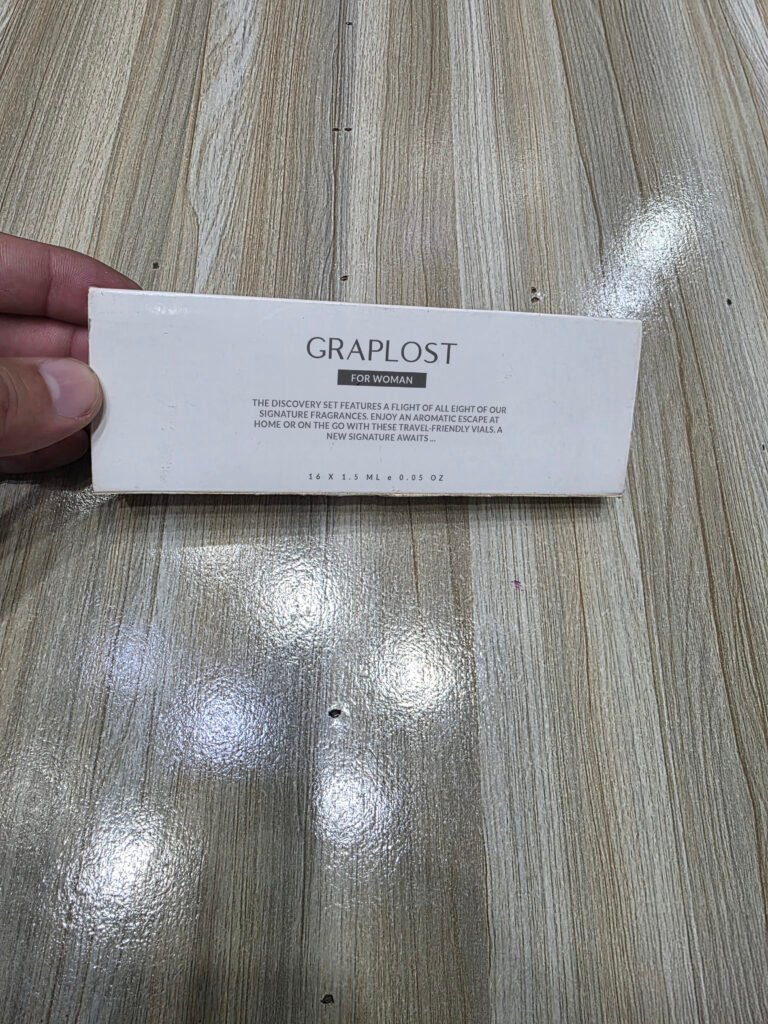 GRAPLOST
FOR WOMAN
THE DISCOVERY SET FEATURES A FLIGHT OF ALL EIGHT OF OUR
SIGNATURE FRAGRANCES. ENJOY AN AROMATIC ESCAPE AT
HOME OR ON THE GO WITH THESE TRAVEL-FRIENDLY VIALS. A
NEW SIGNATURE AWAITS ...
16 X 1.5 ML e 0.05 OZ